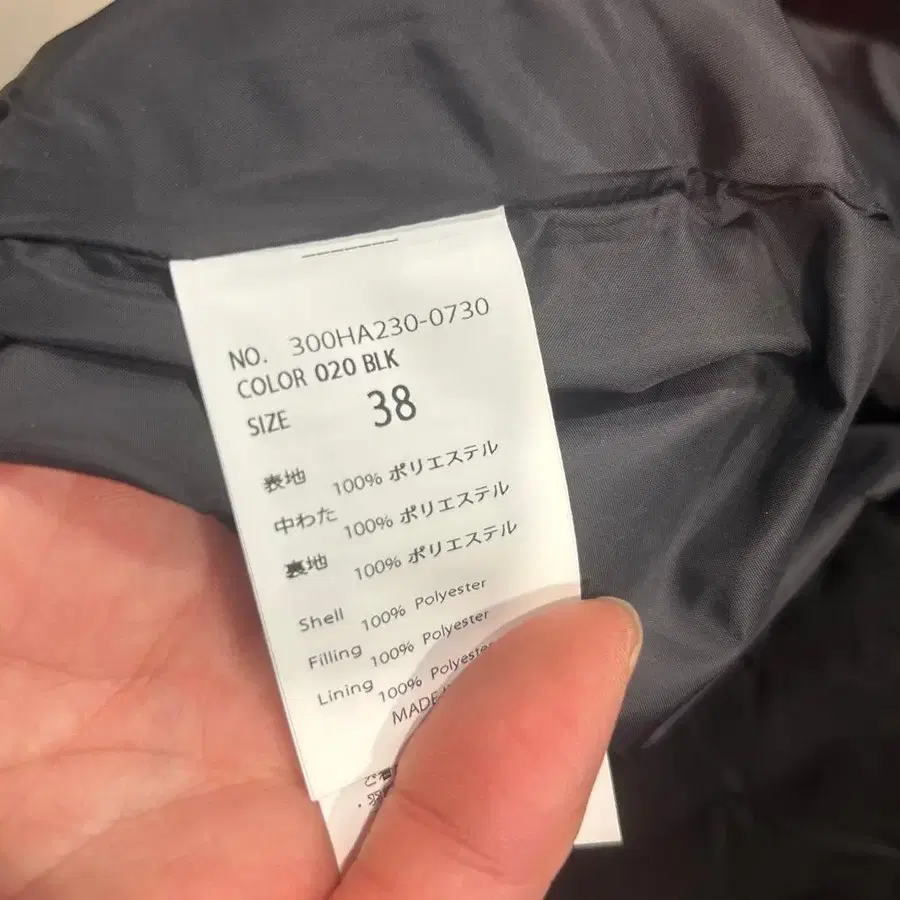 NO. 300HA230-0730
COLOR 020 BLK
SIZE 38
表地 100% ポリエステル
中わた 100% ポリエステル
裏地 100% ポリエステル
Shell 100% Polyester
Filling 100% Polyester
Lining 100% Polyester
MADE